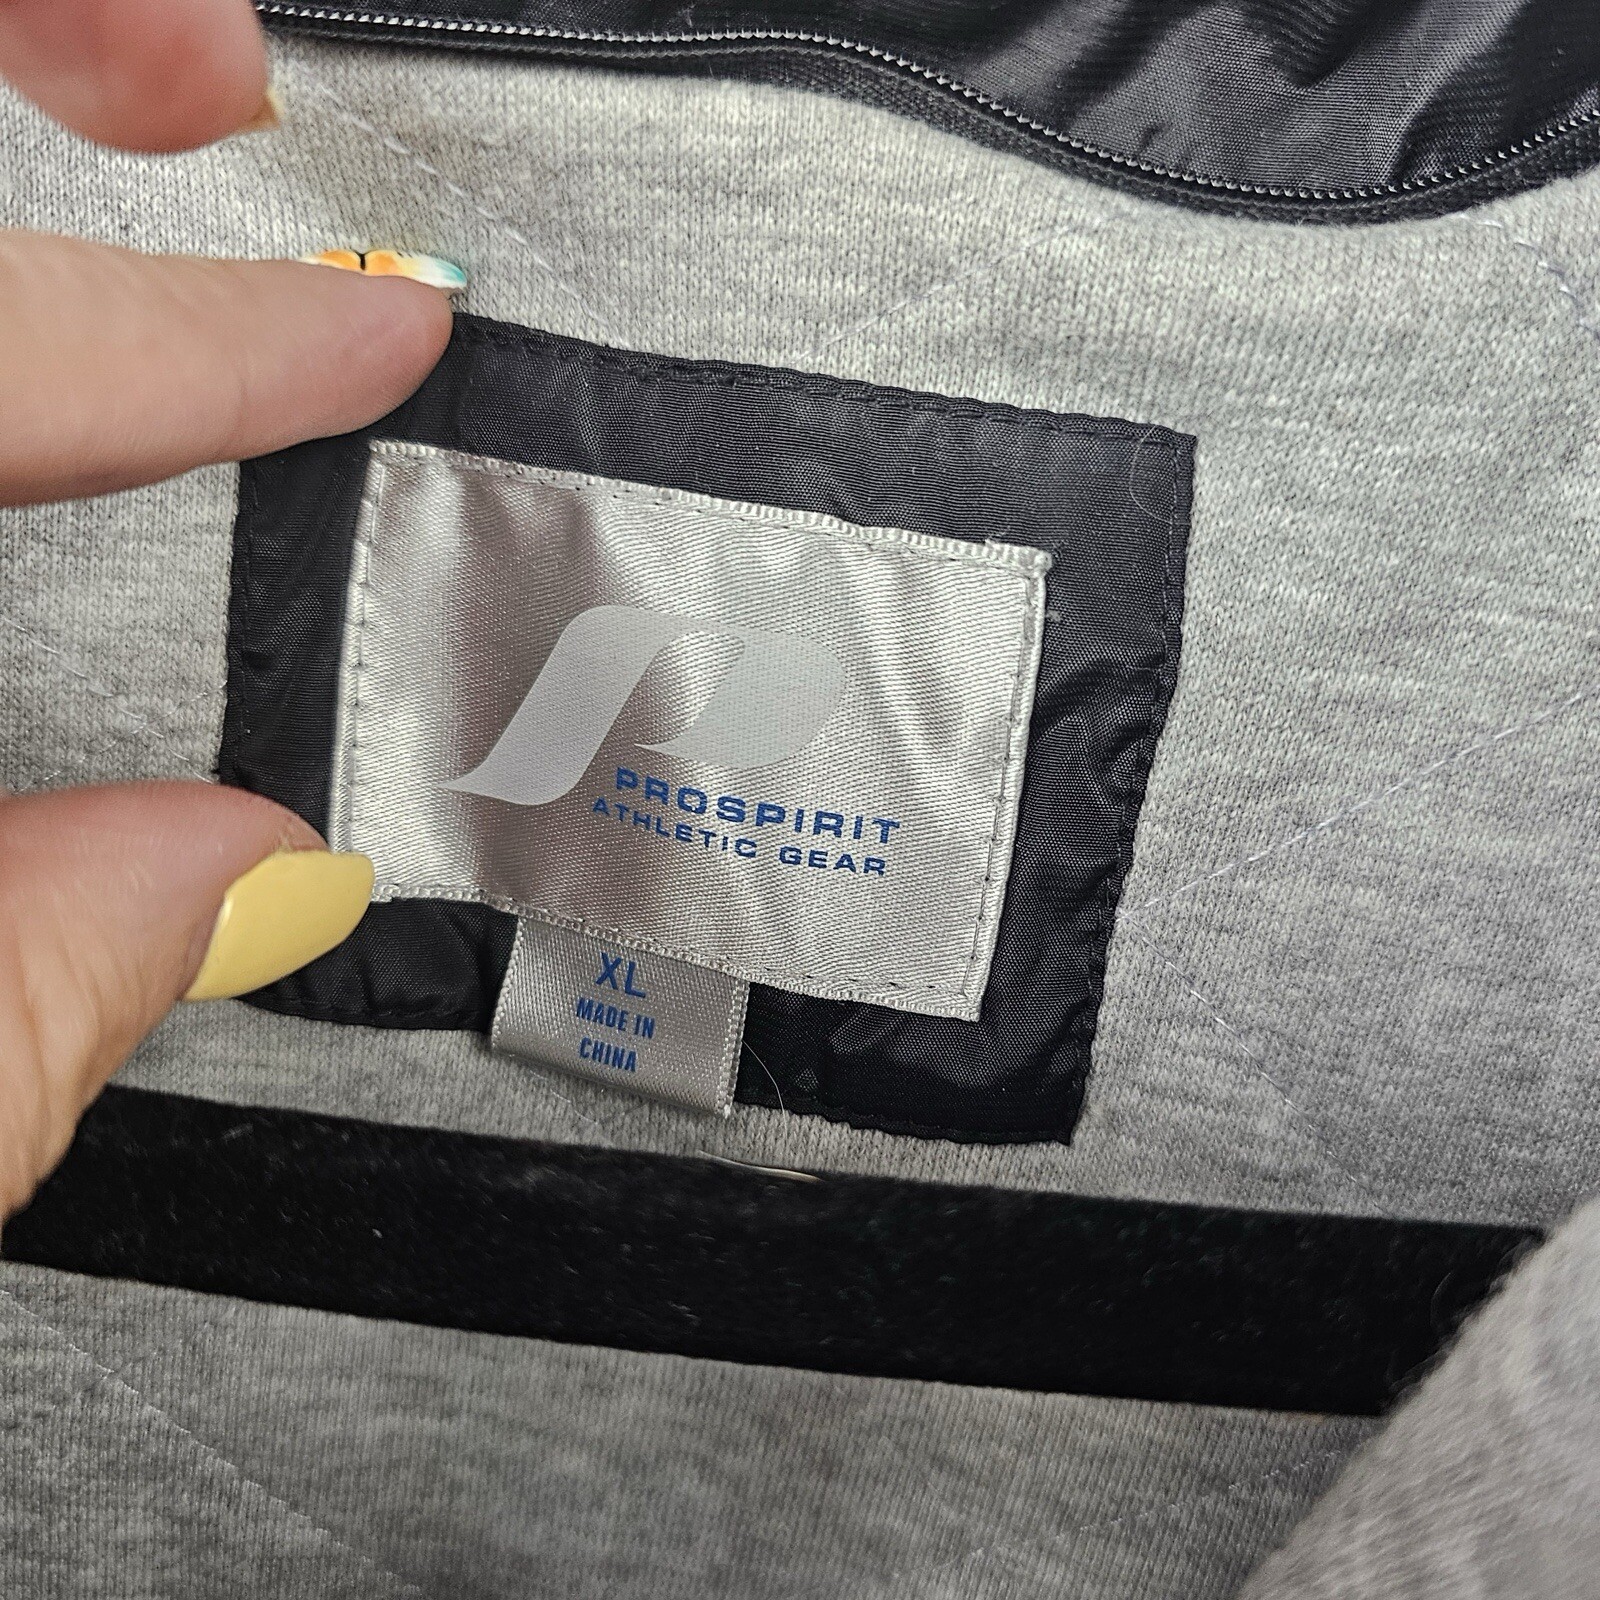 PROSPIRIT
ATHLETIC GEAR
XL
MADE IN
CHINA